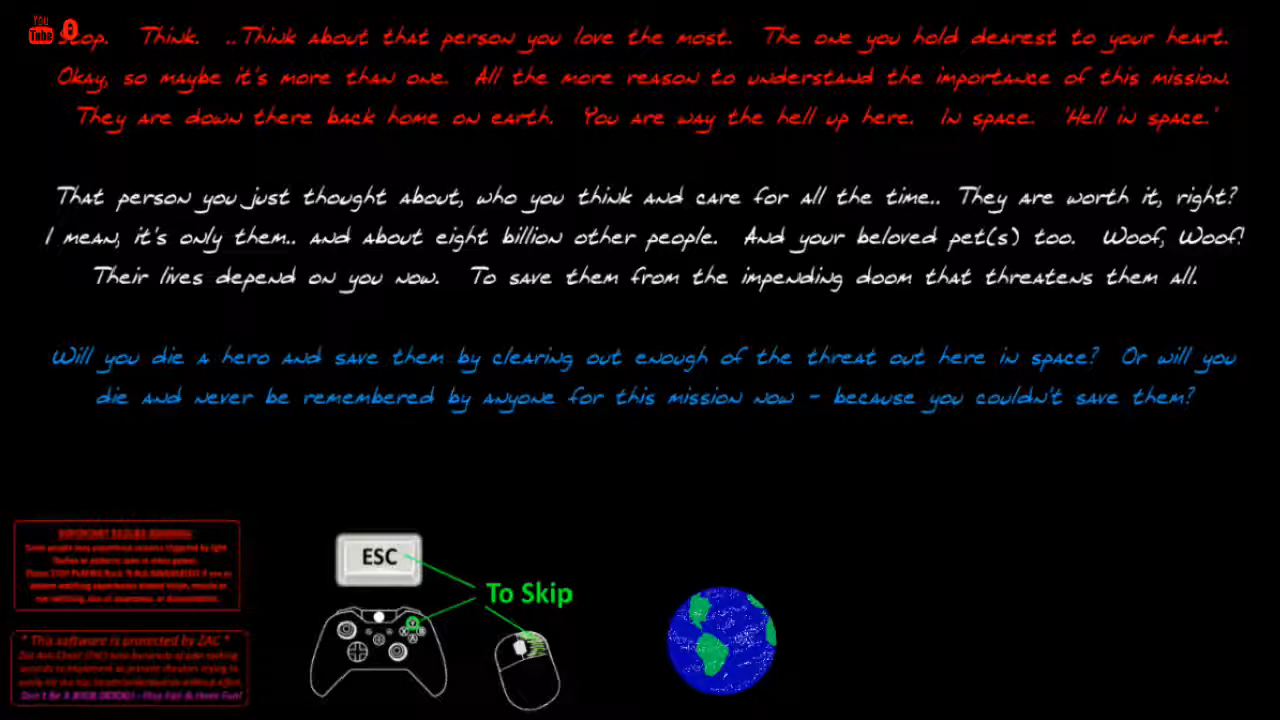 You
Tube 0
Stop. Think. ..Think about that person you love the most. The one you hold dearest to your heart.
Okay, so maybe it's more than one. All the more reason to understand the importance of this mission.
They are down there back home on earth. You are way the hell up here. In space. 'Hell in space.'
That person you just thought about, who you think and care for all the time.. They are worth it, right?
I mean, it's only them.. and about eight billion other people. And your beloved pet(s) too. Woof, Woof!
Their lives depend on you now. To save them from the impending doom that threatens them all.
Will you die a hero and save them by clearing out enough of the threat out here in space? Or will you
die and never be remembered by anyone for this mission now - because you couldn't save them?
ESC
To Skip
* This software is protected by ZAC *